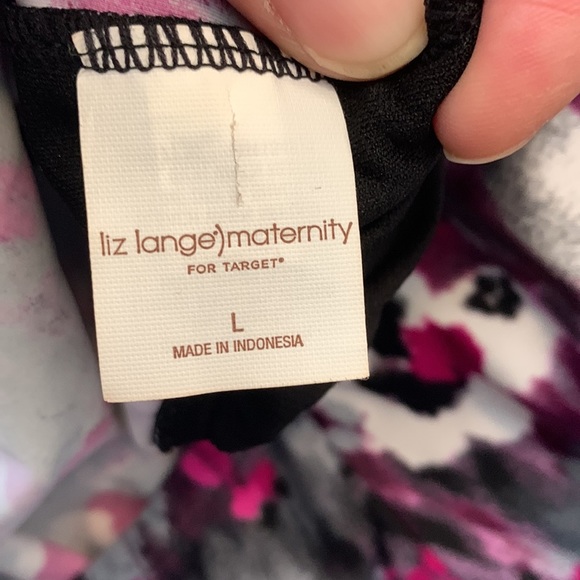 liz lange)maternity
FOR TARGET®
L
MADE IN INDONESIA